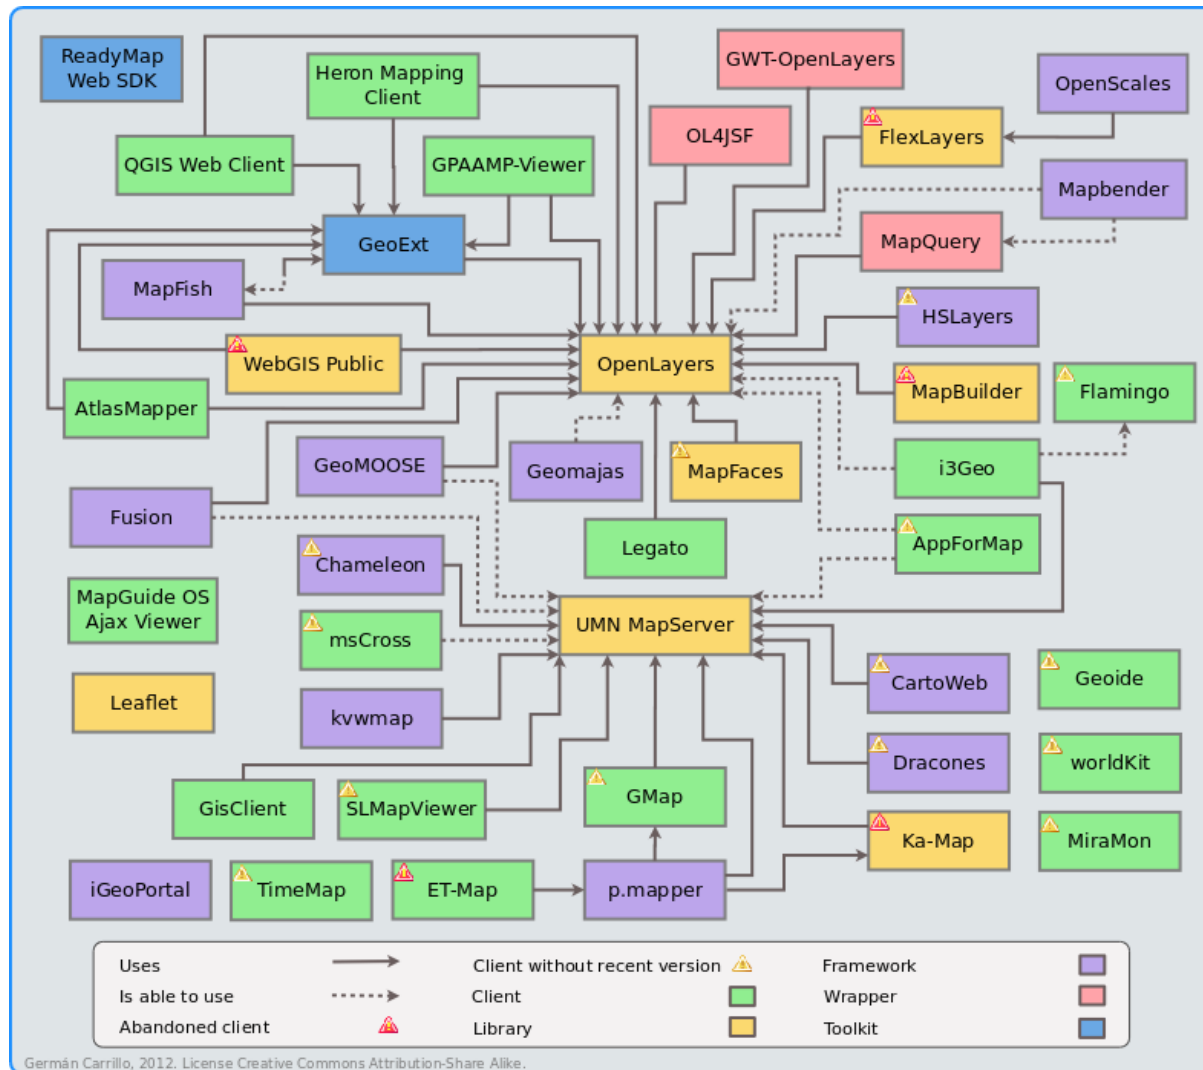 ReadyMap
Web SDK
Heron Mapping
Client
GWT-OpenLayers
OpenScales
OL4JSF
FlexLayers
QGIS Web Client
GPAAMP-Viewer
Mapbender
GeoExt
MapQuery
MapFish
HSLayers
WebGIS Public
OpenLayers
MapBuilder
Flamingo
AtlasMapper
GeoMOOSE
Geomajas
MapFaces
i3Geo
Fusion
Legato
AppForMap
Chameleon
MapGuide OS
Ajax Viewer
msCross
UMN MapServer
CartoWeb
Geoide
Leaflet
kvwmap
Dracones
worldKit
GisClient
SLMapViewer
GMap
Ka-Map
MiraMon
iGeoPortal
TimeMap
ET-Map
p.mapper
Uses
Client without recent version
Framework
Is able to use
Client
Wrapper
Abandoned client
Library
Toolkit
Germán Carrillo, 2012. License Creative Commons Attribution-Share Alike.